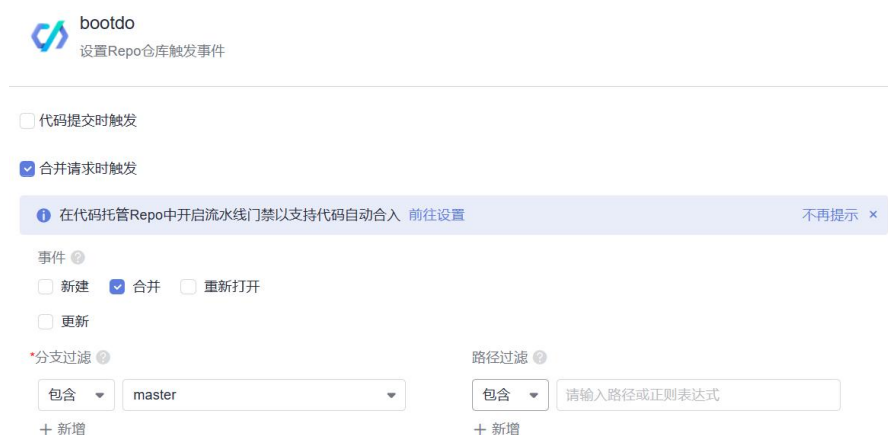 bootdo
设置Repo仓库触发事件
代码提交时触发
合并请求时触发
在代码托管Repo中开启流水线门禁以支持代码自动合入 前往设置 不再提示 ×
事件 ?
新建 合并 重新打开
更新
*分支过滤 ? 路径过滤 ?
包含 master 包含 请输入路径或正则表达式
+ 新增 + 新增